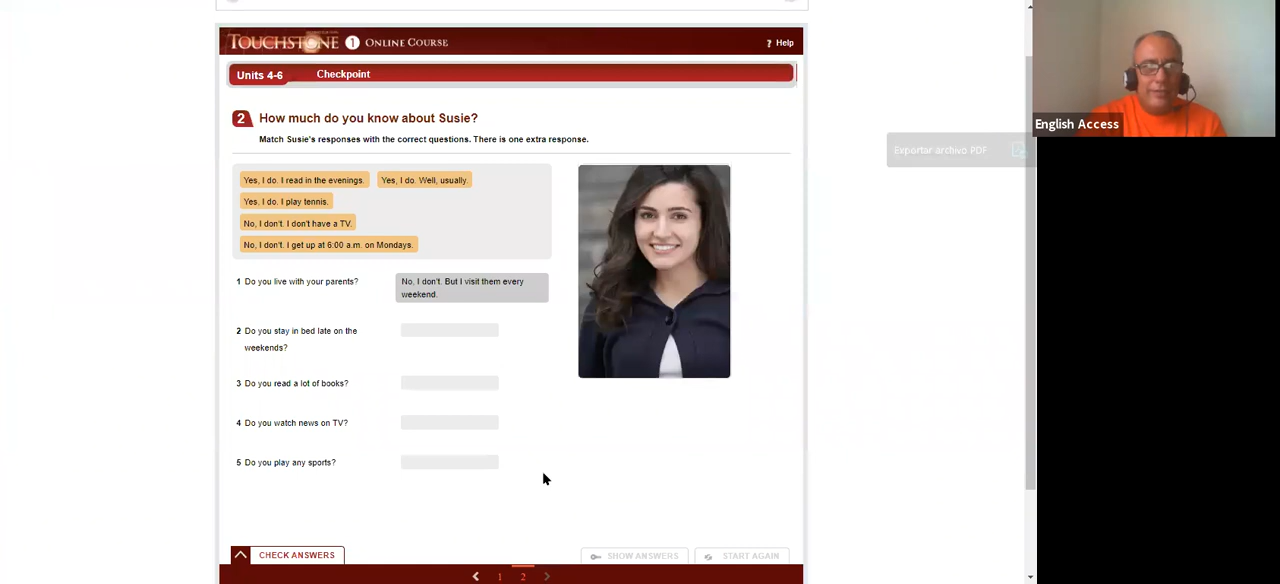 TOUCHSTONE 1 ONLINE COURSE
? Help
Units 4-6 Checkpoint
2 How much do you know about Susie?
Match Susie's responses with the correct questions. There is one extra response.
English Access
Exportar archivo PDF
Yes, I do. I read in the evenings. Yes, I do. Well, usually.
Yes, I do. I play tennis.
No, I don't. I don't have a TV.
No, I don't. I get up at 6:00 a.m. on Mondays.
1 Do you live with your parents?
No, I don't. But I visit them every
weekend.
2 Do you stay in bed late on the
weekends?
3 Do you read a lot of books?
4 Do you watch news on TV?
5 Do you play any sports?
CHECK ANSWERS
SHOW ANSWERS
START AGAIN
1 2